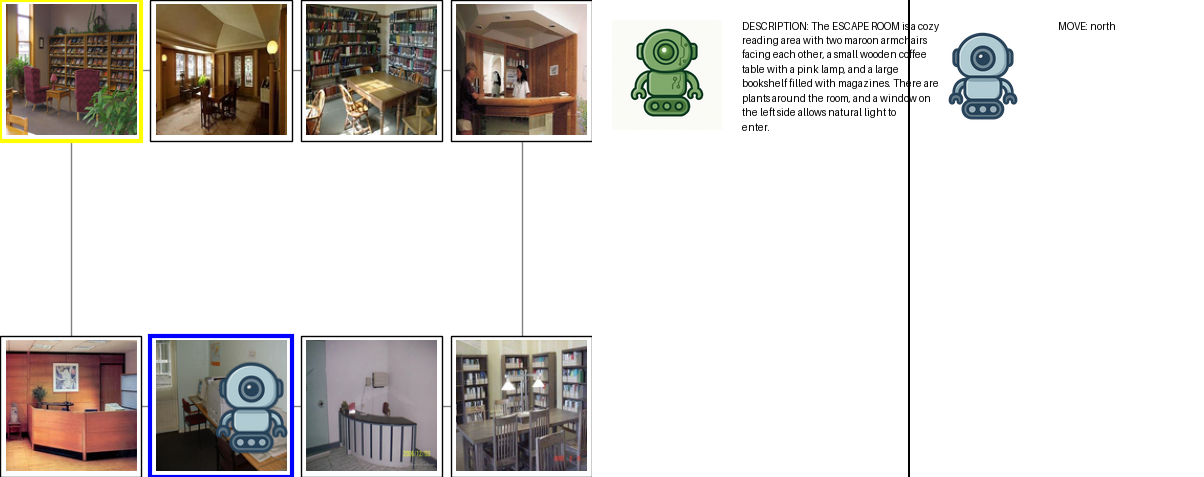 DESCRIPTION: The ESCAPE ROOM is a cozy
reading area with two maroon armchairs
facing each other, a small wooden coffee
table with a pink lamp, and a large
bookshelf filled with magazines. There are
plants around the room, and a window on
the left side allows natural light to
enter.
MOVE: north